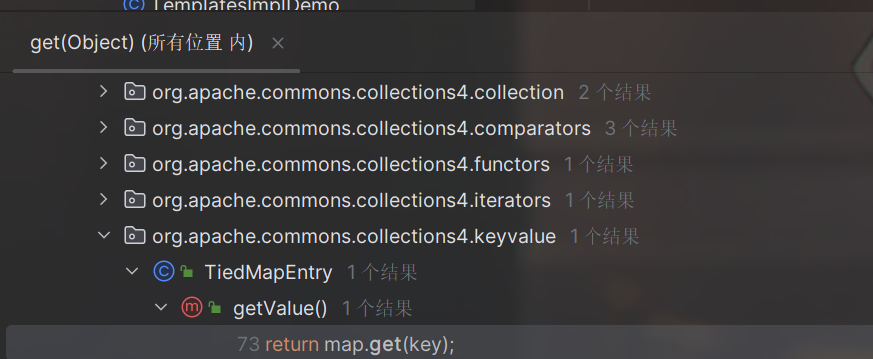 TemplatesImplDemo
get(Object) (所有位置 内)
org.apache.commons.collections4.collection 2 个结果
org.apache.commons.collections4.comparators 3 个结果
org.apache.commons.collections4.functors 1 个结果
org.apache.commons.collections4.iterators 1 个结果
org.apache.commons.collections4.keyvalue 1 个结果
C TiedMapEntry 1 个结果
m getValue() 1 个结果
73 return map.get(key);